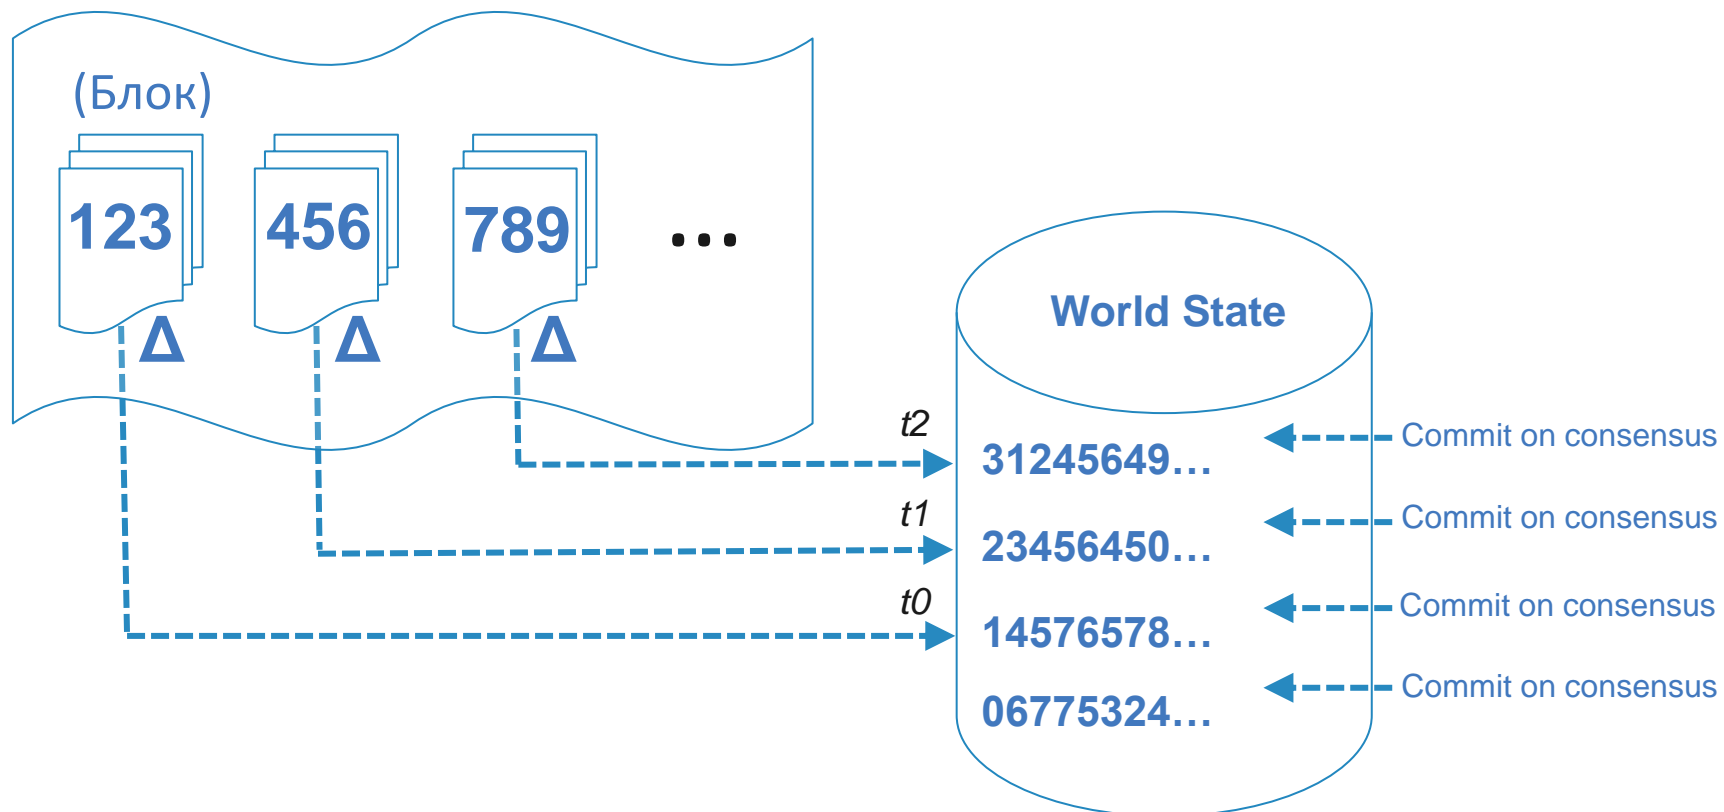 (Блок)
123 456 789 ...
Δ Δ Δ
World State
t2
31245649...
Commit on consensus
t1
23456450...
Commit on consensus
t0
14576578...
Commit on consensus
06775324...
Commit on consensus